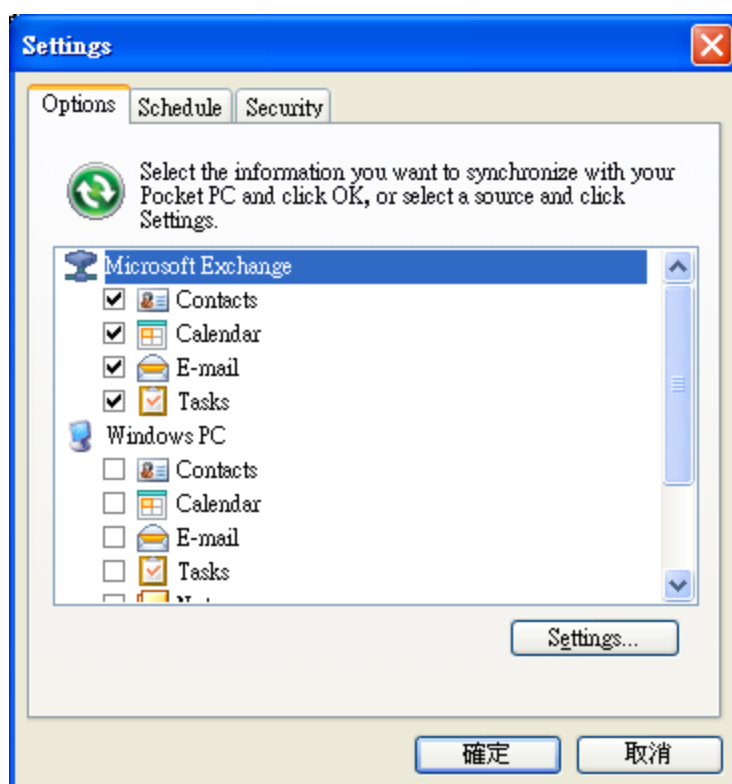 Settings
Options Schedule Security
Select the information you want to synchronize with your
Pocket PC and click OK, or select a source and click
Settings.
Microsoft Exchange
Contacts
Calendar
E-mail
Tasks
Windows PC
Contacts
Calendar
E-mail
Tasks
Settings...
確定 取消